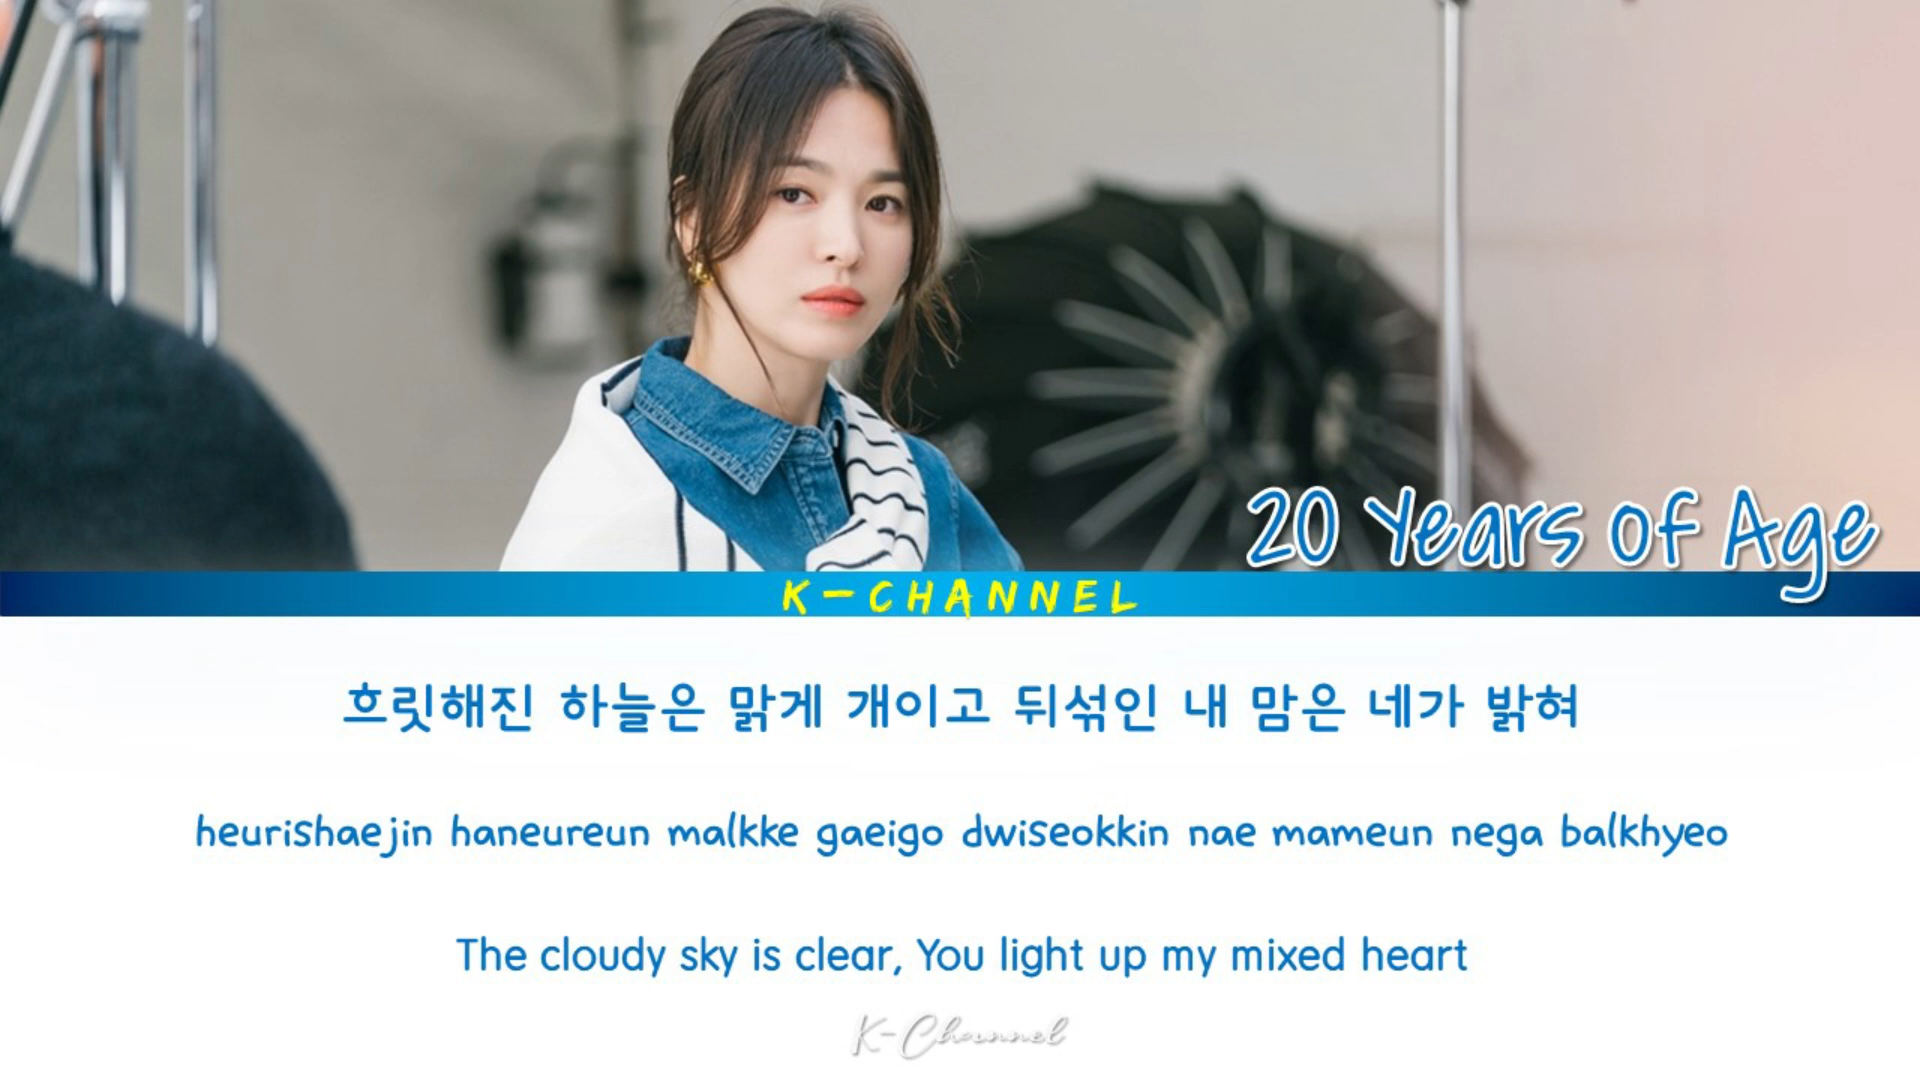 20 Years of Age
K-CHANNEL
흐릿해진 하늘은 맑게 개이고 뒤섞인 내 맘은 네가 밝혀
heurishaejin haneureun malkke gaeigo dwiseokkin nae mameun nega balkhyeo
The cloudy sky is clear, You light up my mixed heart
K-Channel